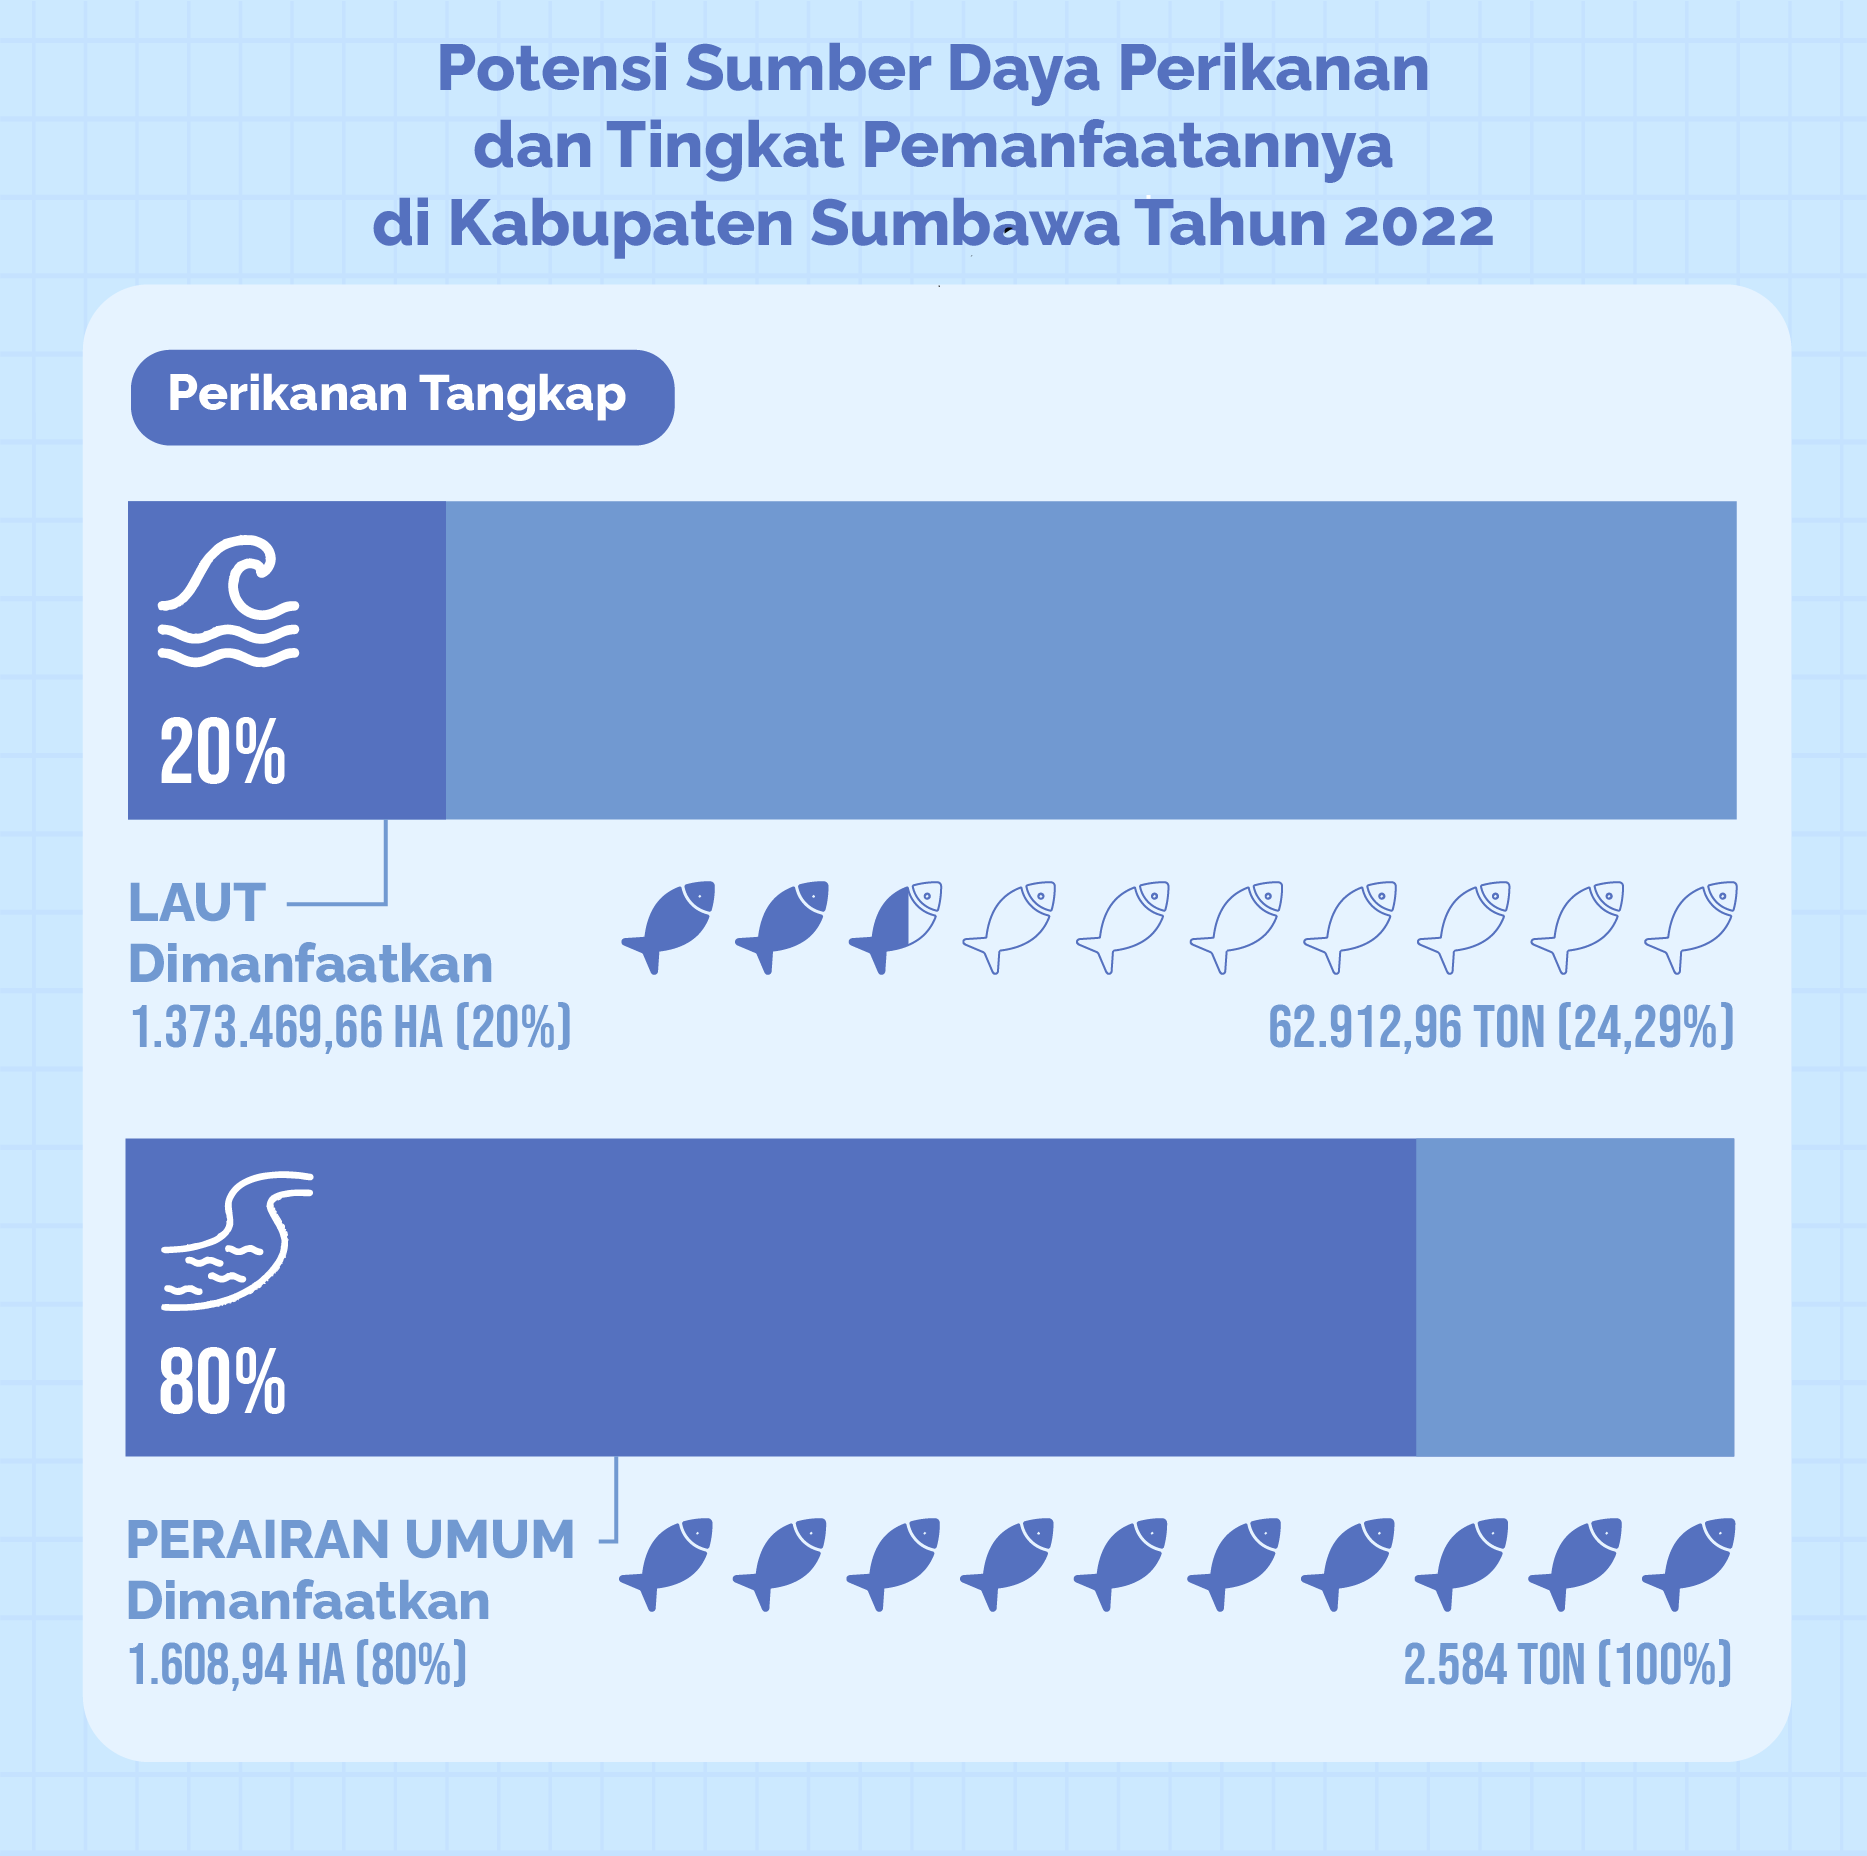 Potensi Sumber Daya Perikanan
dan Tingkat Pemanfaatannya
di Kabupaten Sumbawa Tahun 2022
Perikanan Tangkap
20%
LAUT
Dimanfaatkan
1.373.469,66 HA (20%)
62.912,96 TON (24,29%)
80%
PERAIRAN UMUM
Dimanfaatkan
1.608,94 HA (80%)
2.584 TON (100%)